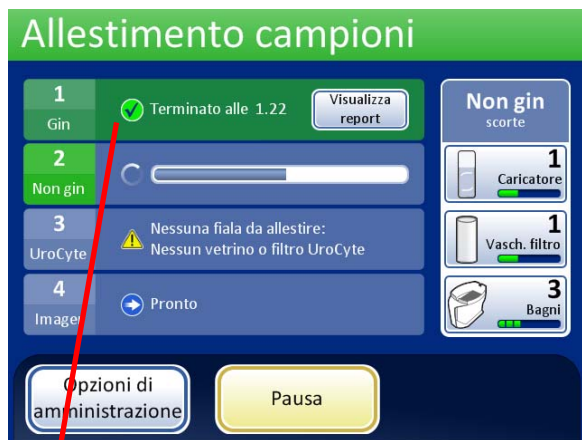 Allestimento campioni
1
Gin
Terminato alle 1.22
Visualizza
report
2
Non gin
3
UroCyte
Nessuna fiala da allestire:
Nessun vetrino o filtro UroCyte
4
Imager
Pronto
Non gin
scorte
1
Caricatore
1
Vasch. filtro
3
Bagni
Opzioni di
amministrazione
Pausa